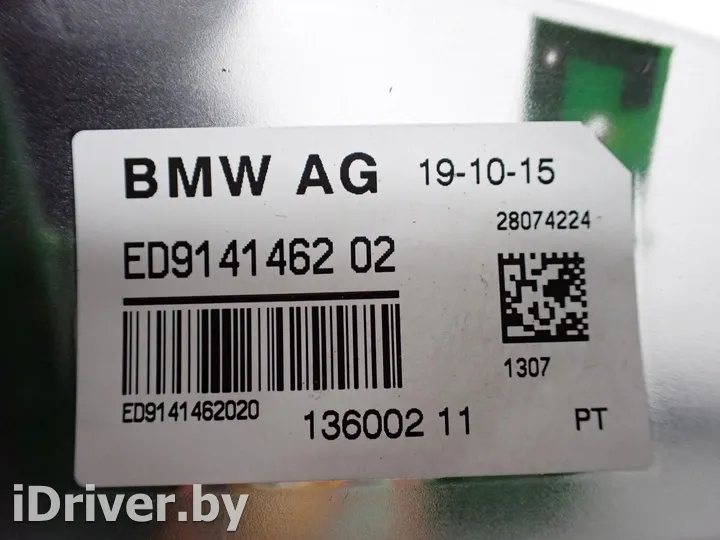 BMW AG 19-10-15
28074224
ED9141462 02
1307
ED9141462020
136002 11 PT
iDriver.by